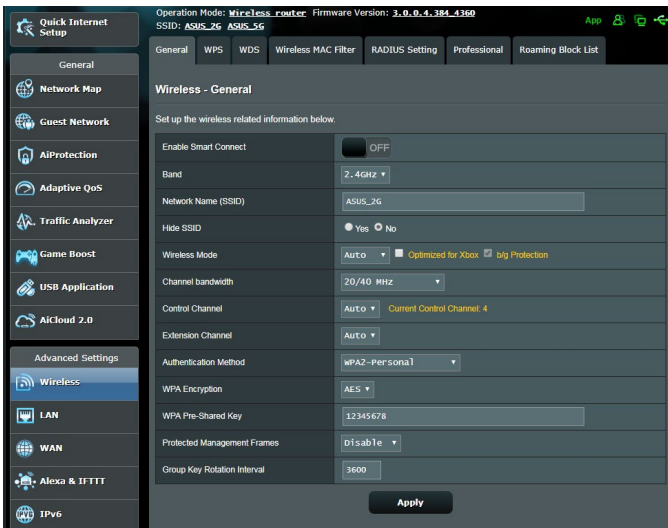 Quick Internet
Setup
General
Network Map
Guest Network
AiProtection
Adaptive QoS
Traffic Analyzer
Game Boost
USB Application
AiCloud 2.0
Advanced Settings
Wireless
LAN
WAN
Alexa & IFTTT
IPv6
Operation Mode: Wireless router Firmware Version: 3.0.0.4.384_4360
SSID: ASUS_2G ASUS_5G
App
General WPS WDS Wireless MAC Filter RADIUS Setting Professional Roaming Block List
Wireless - General
Set up the wireless related information below.
Enable Smart Connect OFF
Band 2.4GHz
Network Name (SSID) ASUS_2G
Hide SSID Yes No
Wireless Mode Auto Optimized for Xbox b/g Protection
Channel bandwidth 20/40 MHz
Control Channel Auto Current Control Channel: 4
Extension Channel Auto
Authentication Method WPA2-Personal
WPA Encryption AES
WPA Pre-Shared Key 12345678
Protected Management Frames Disable
Group Key Rotation Interval 3600
Apply